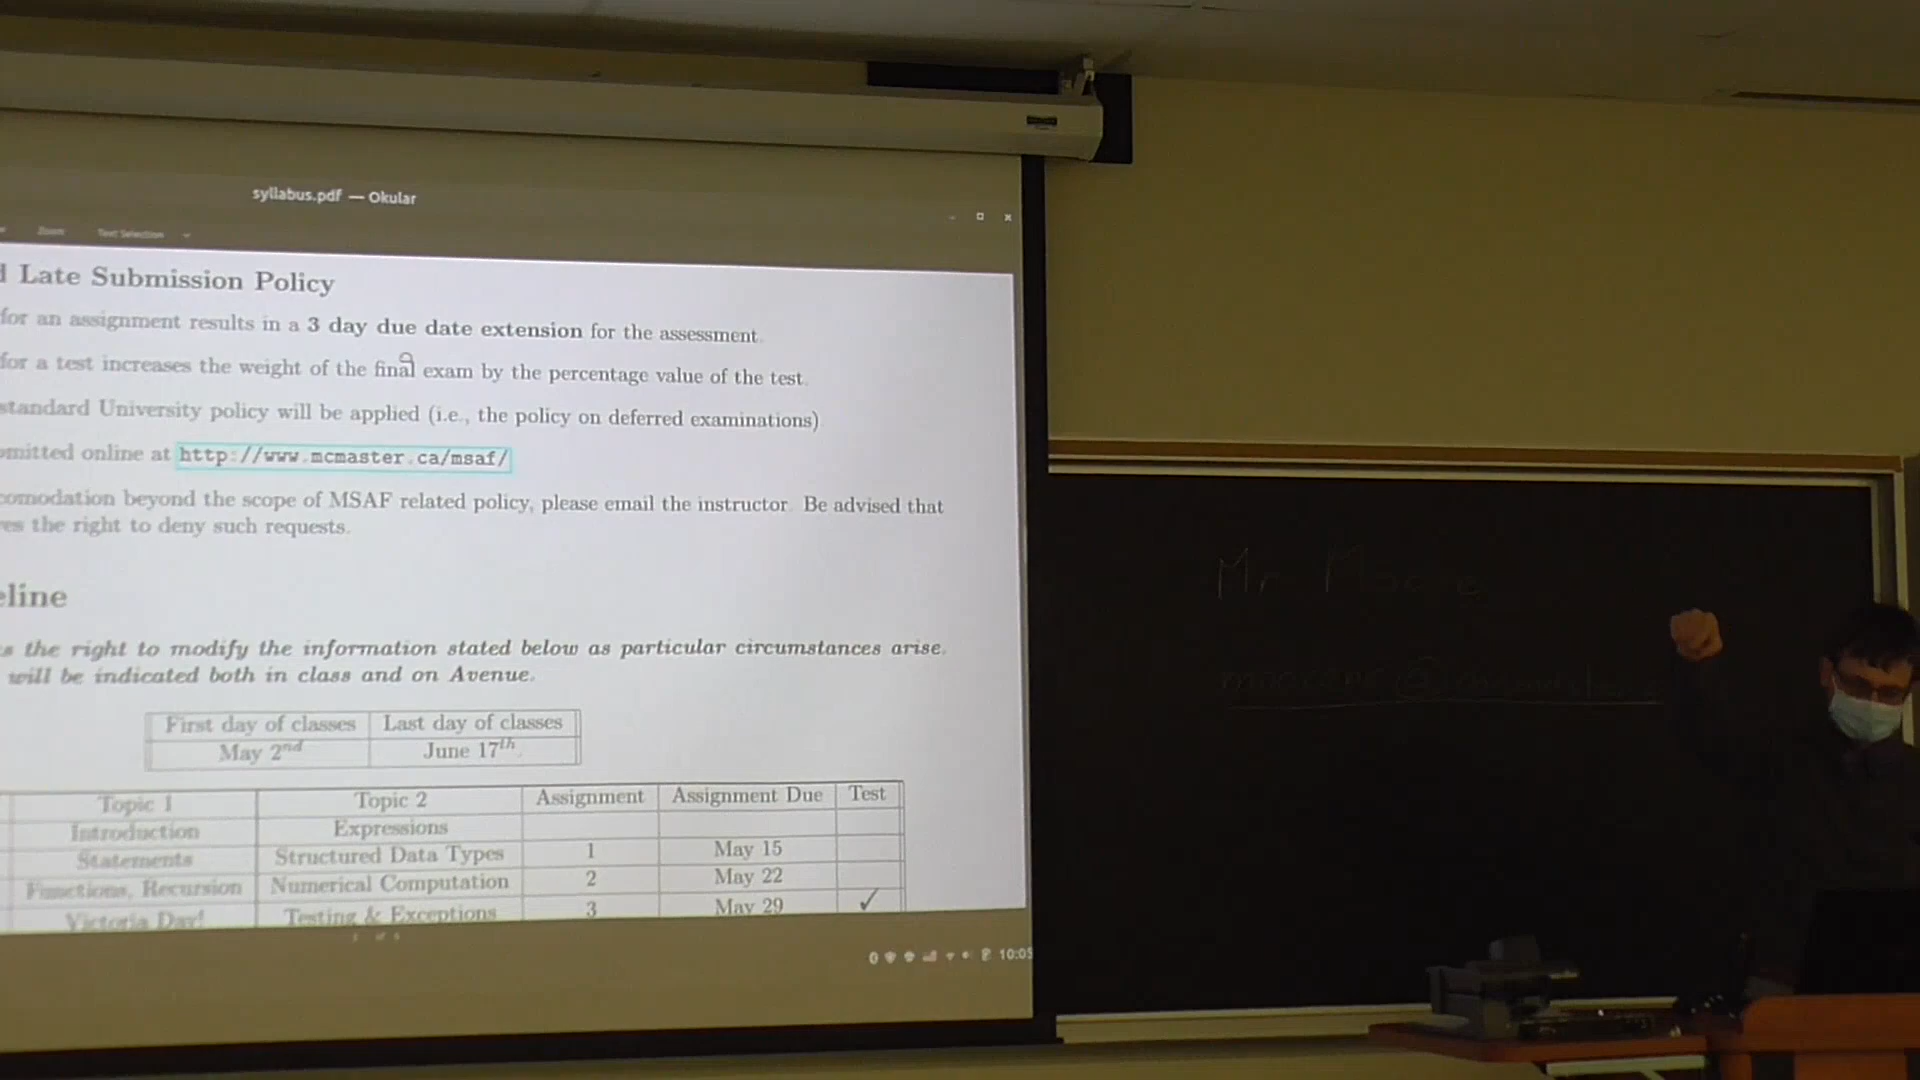 syllabus.pdf — Okular
Zoom Text Selection
Late Submission Policy
for an assignment results in a 3 day due date extension for the assessment.
for a test increases the weight of the final exam by the percentage value of the test.
standard University policy will be applied (i.e., the policy on deferred examinations)
omitted online at http://www.mcmaster.ca/msaf/
comodation beyond the scope of MSAF related policy, please email the instructor. Be advised that
es the right to deny such requests.
eline
s the right to modify the information stated below as particular circumstances arise.
will be indicated both in class and on Avenue.
First day of classes Last day of classes
May 2nd June 17th
Topic 1 Topic 2 Assignment Assignment Due Test
Introduction Expressions
Statements Structured Data Types 1 May 15
Functions, Recursion Numerical Computation 2 May 22
Victoria Day! Testing & Exceptions 3 May 29 ✓
10:05
Mr Moore